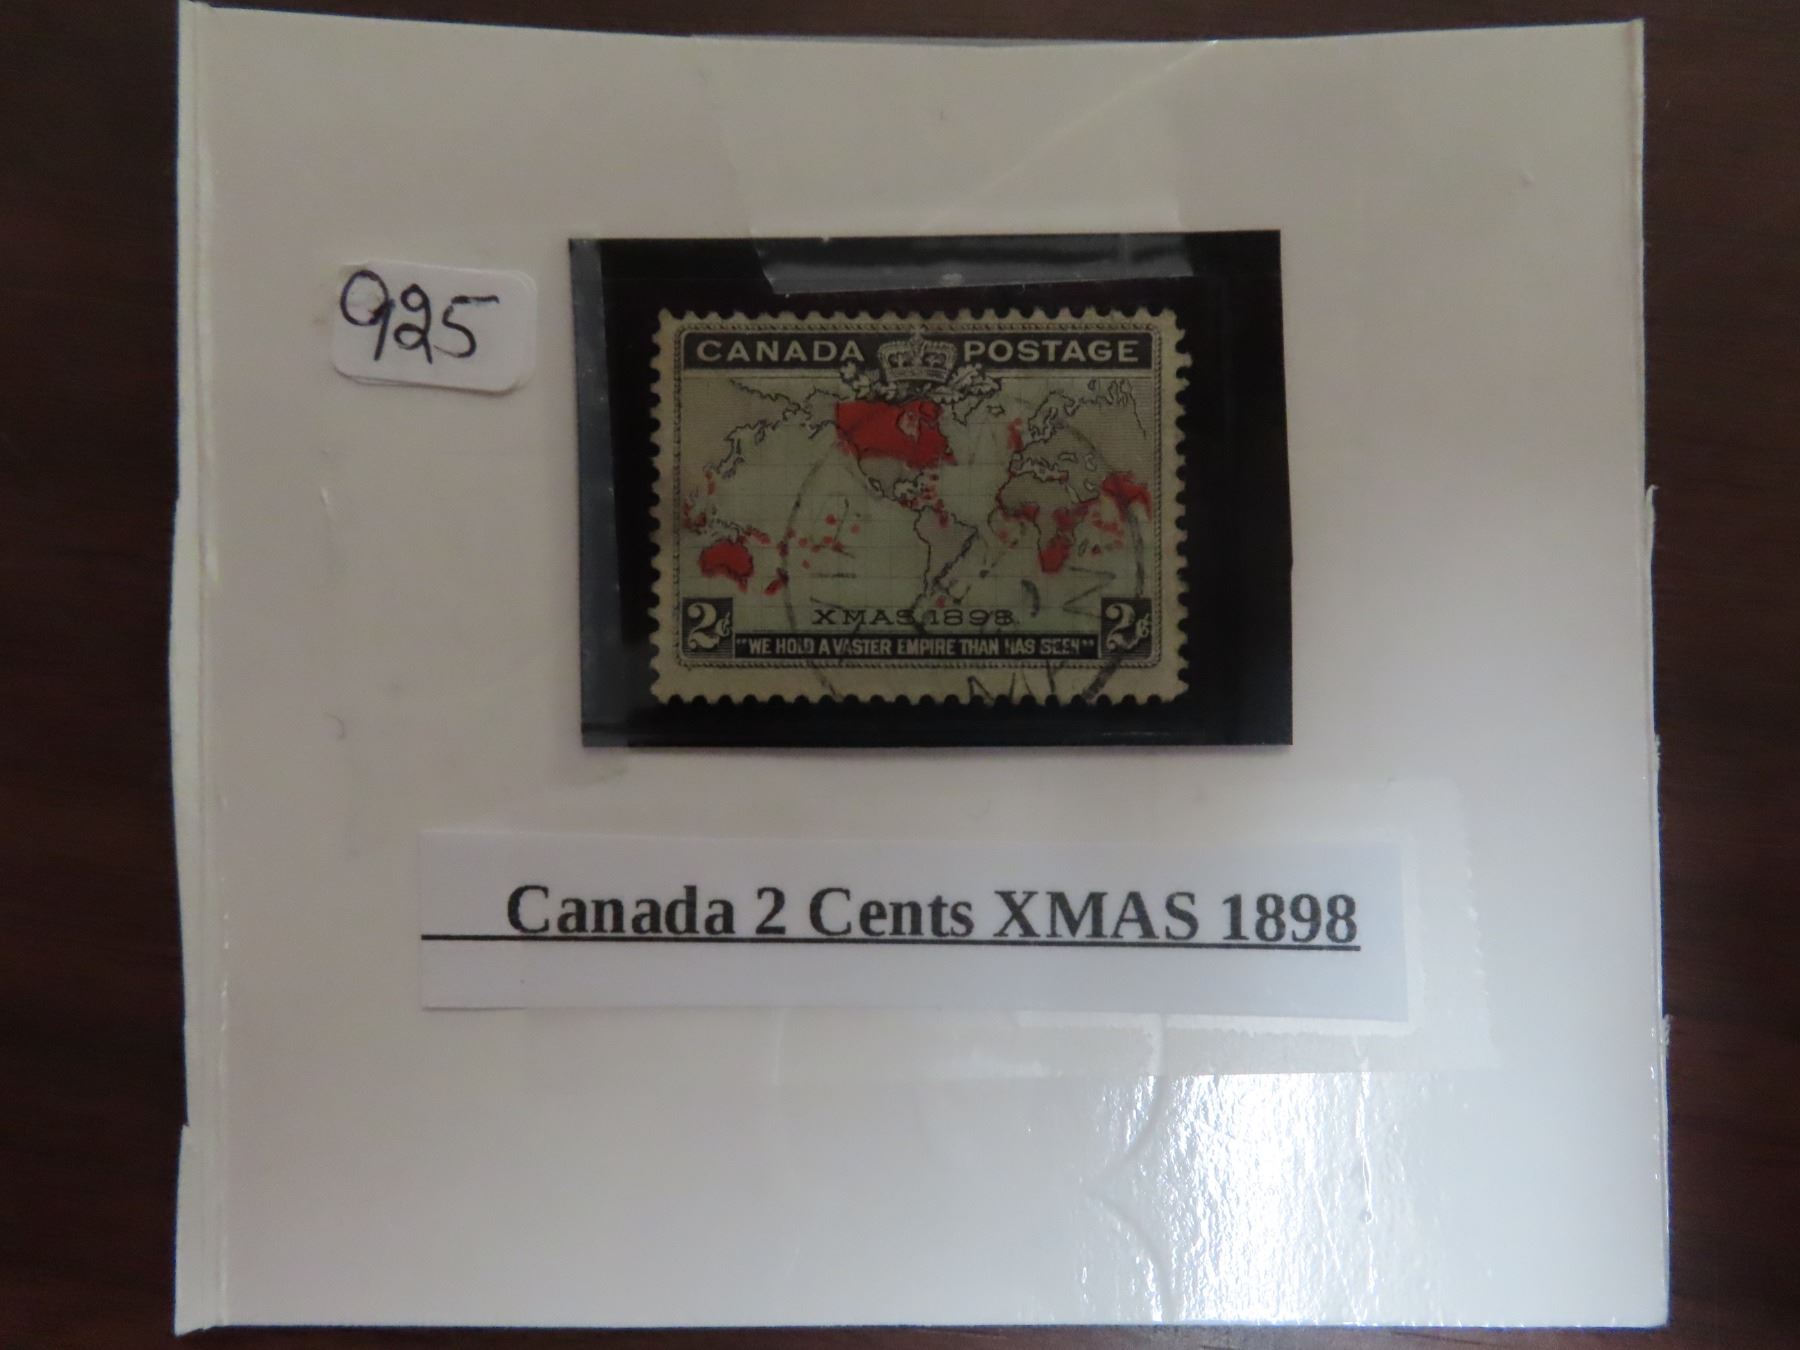 925
CANADA POSTAGE
XMAS 1898
2¢ 2¢
"WE HOLD A VASTER EMPIRE THAN HAS BEEN"
Canada 2 Cents XMAS 1898